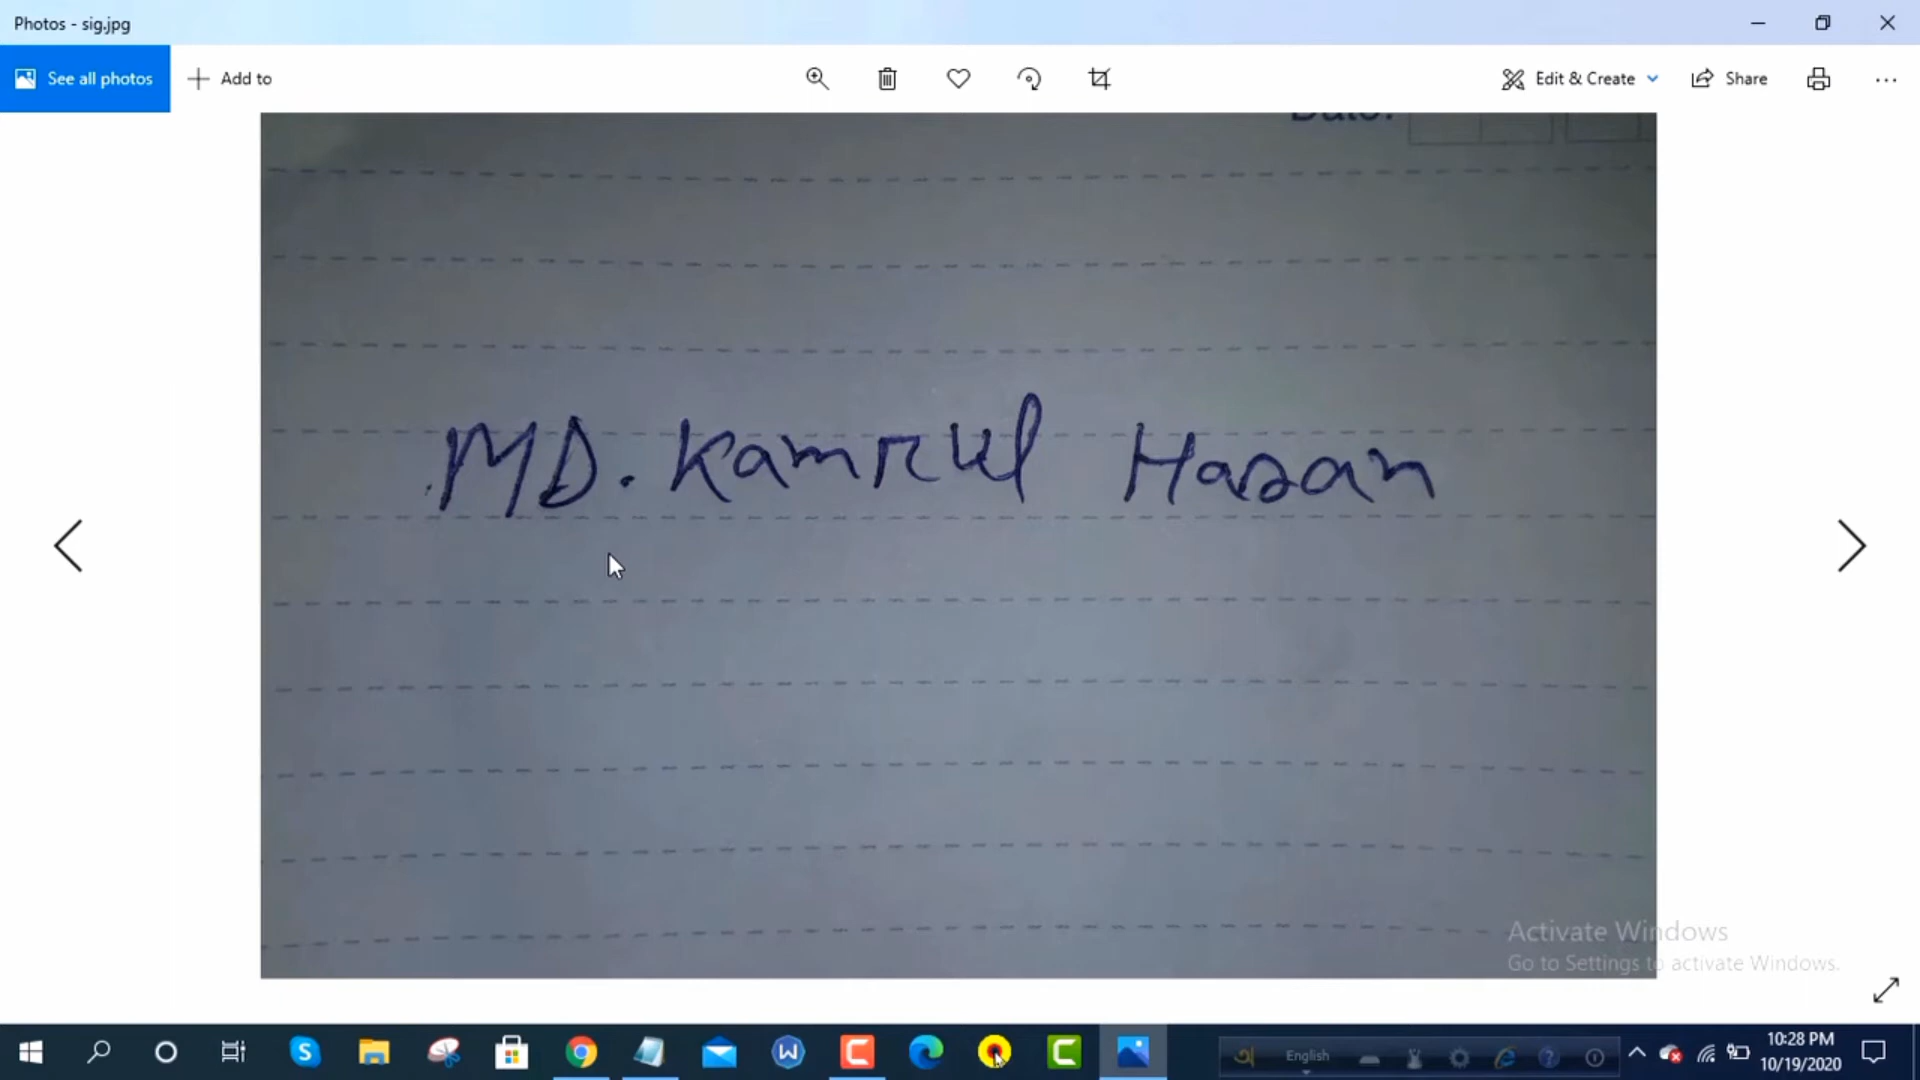 Photos - sig.jpg
See all photos
Add to
Edit & Create
Share
Date:
MD. Kamrul Hasan
Activate Windows
Go to Settings to activate Windows.
English
10:28 PM
10/19/2020